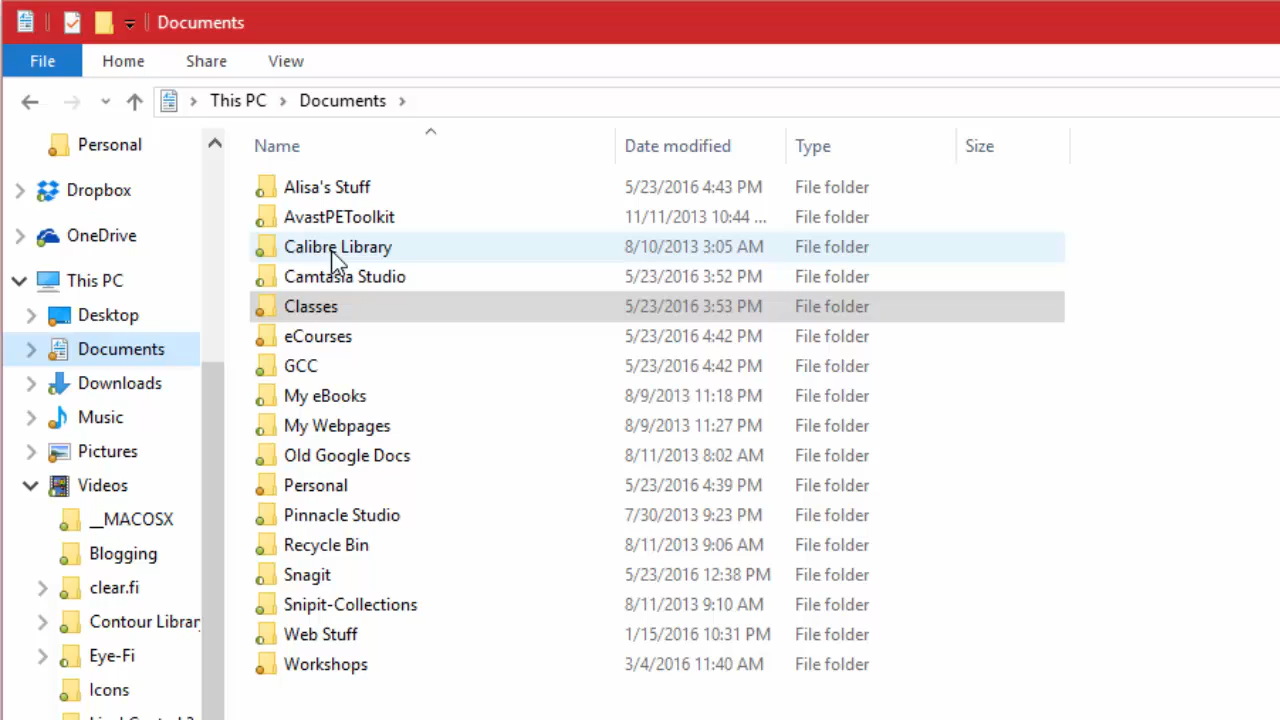 Documents
File Home Share View
This PC Documents
Name Date modified Type Size
Personal
Dropbox
OneDrive
This PC
Desktop
Documents
Downloads
Music
Pictures
Videos
__MACOSX
Blogging
clear.fi
Contour Librar
Eye-Fi
Icons
Alisa's Stuff 5/23/2016 4:43 PM File folder
AvastPEToolkit 11/11/2013 10:44 ... File folder
Calibre Library 8/10/2013 3:05 AM File folder
Camtasia Studio 5/23/2016 3:52 PM File folder
Classes 5/23/2016 3:53 PM File folder
eCourses 5/23/2016 4:42 PM File folder
GCC 5/23/2016 4:42 PM File folder
My eBooks 8/9/2013 11:18 PM File folder
My Webpages 8/9/2013 11:27 PM File folder
Old Google Docs 8/11/2013 8:02 AM File folder
Personal 5/23/2016 4:39 PM File folder
Pinnacle Studio 7/30/2013 9:23 PM File folder
Recycle Bin 8/11/2013 9:06 AM File folder
Snagit 5/23/2016 12:38 PM File folder
Snipit-Collections 8/11/2013 9:10 AM File folder
Web Stuff 1/15/2016 10:31 PM File folder
Workshops 3/4/2016 11:40 AM File folder